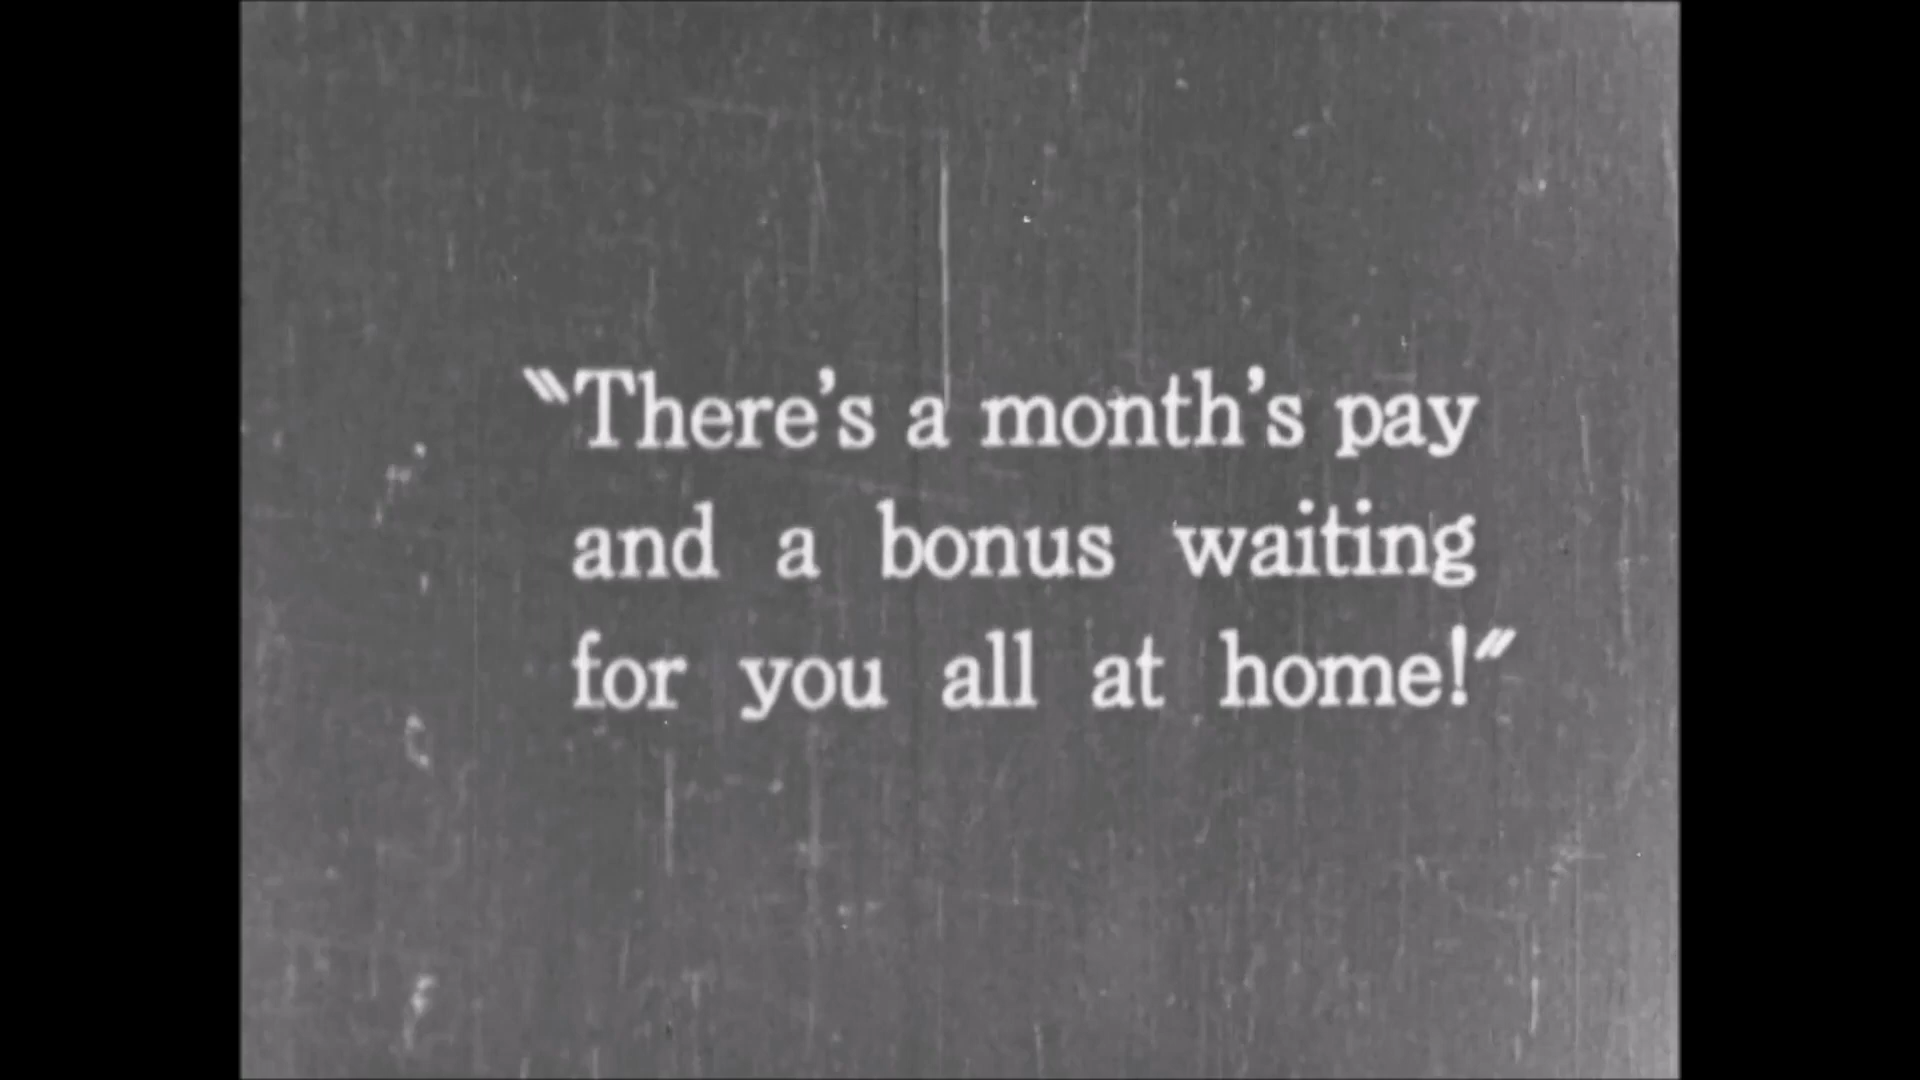 "There's a month's pay
and a bonus waiting
for you all at home!"